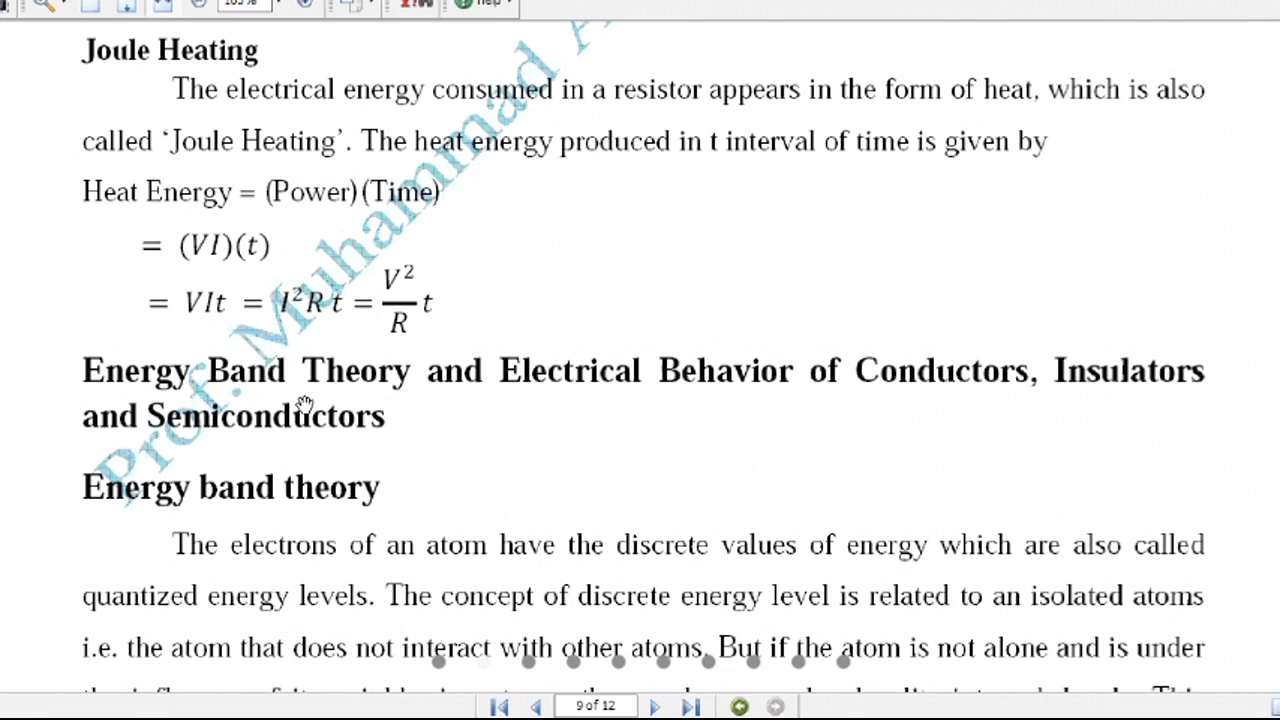 Joule Heating
The electrical energy consumed in a resistor appears in the form of heat, which is also
called ‘Joule Heating’. The heat energy produced in t interval of time is given by
Heat Energy = (Power)(Time)
= (VI)(t)
= VIt = I²Rt = V²/R t
Energy Band Theory and Electrical Behavior of Conductors, Insulators
and Semiconductors
Energy band theory
The electrons of an atom have the discrete values of energy which are also called
quantized energy levels. The concept of discrete energy level is related to an isolated atoms
i.e. the atom that does not interact with other atoms. But if the atom is not alone and is under
Prof. Muhammad A
9 of 12